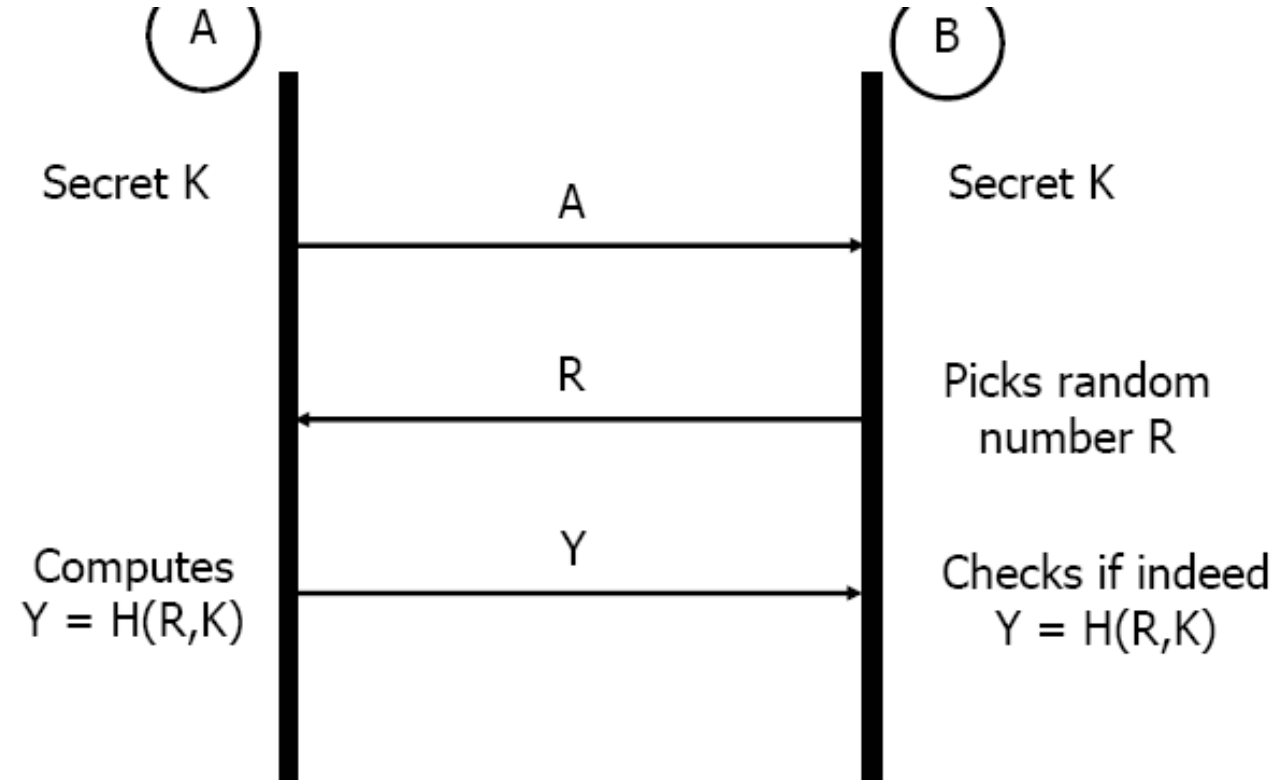 A
B
Secret K
A
Secret K
R
Picks random
number R
Computes
Y = H(R,K)
Y
Checks if indeed
Y = H(R,K)